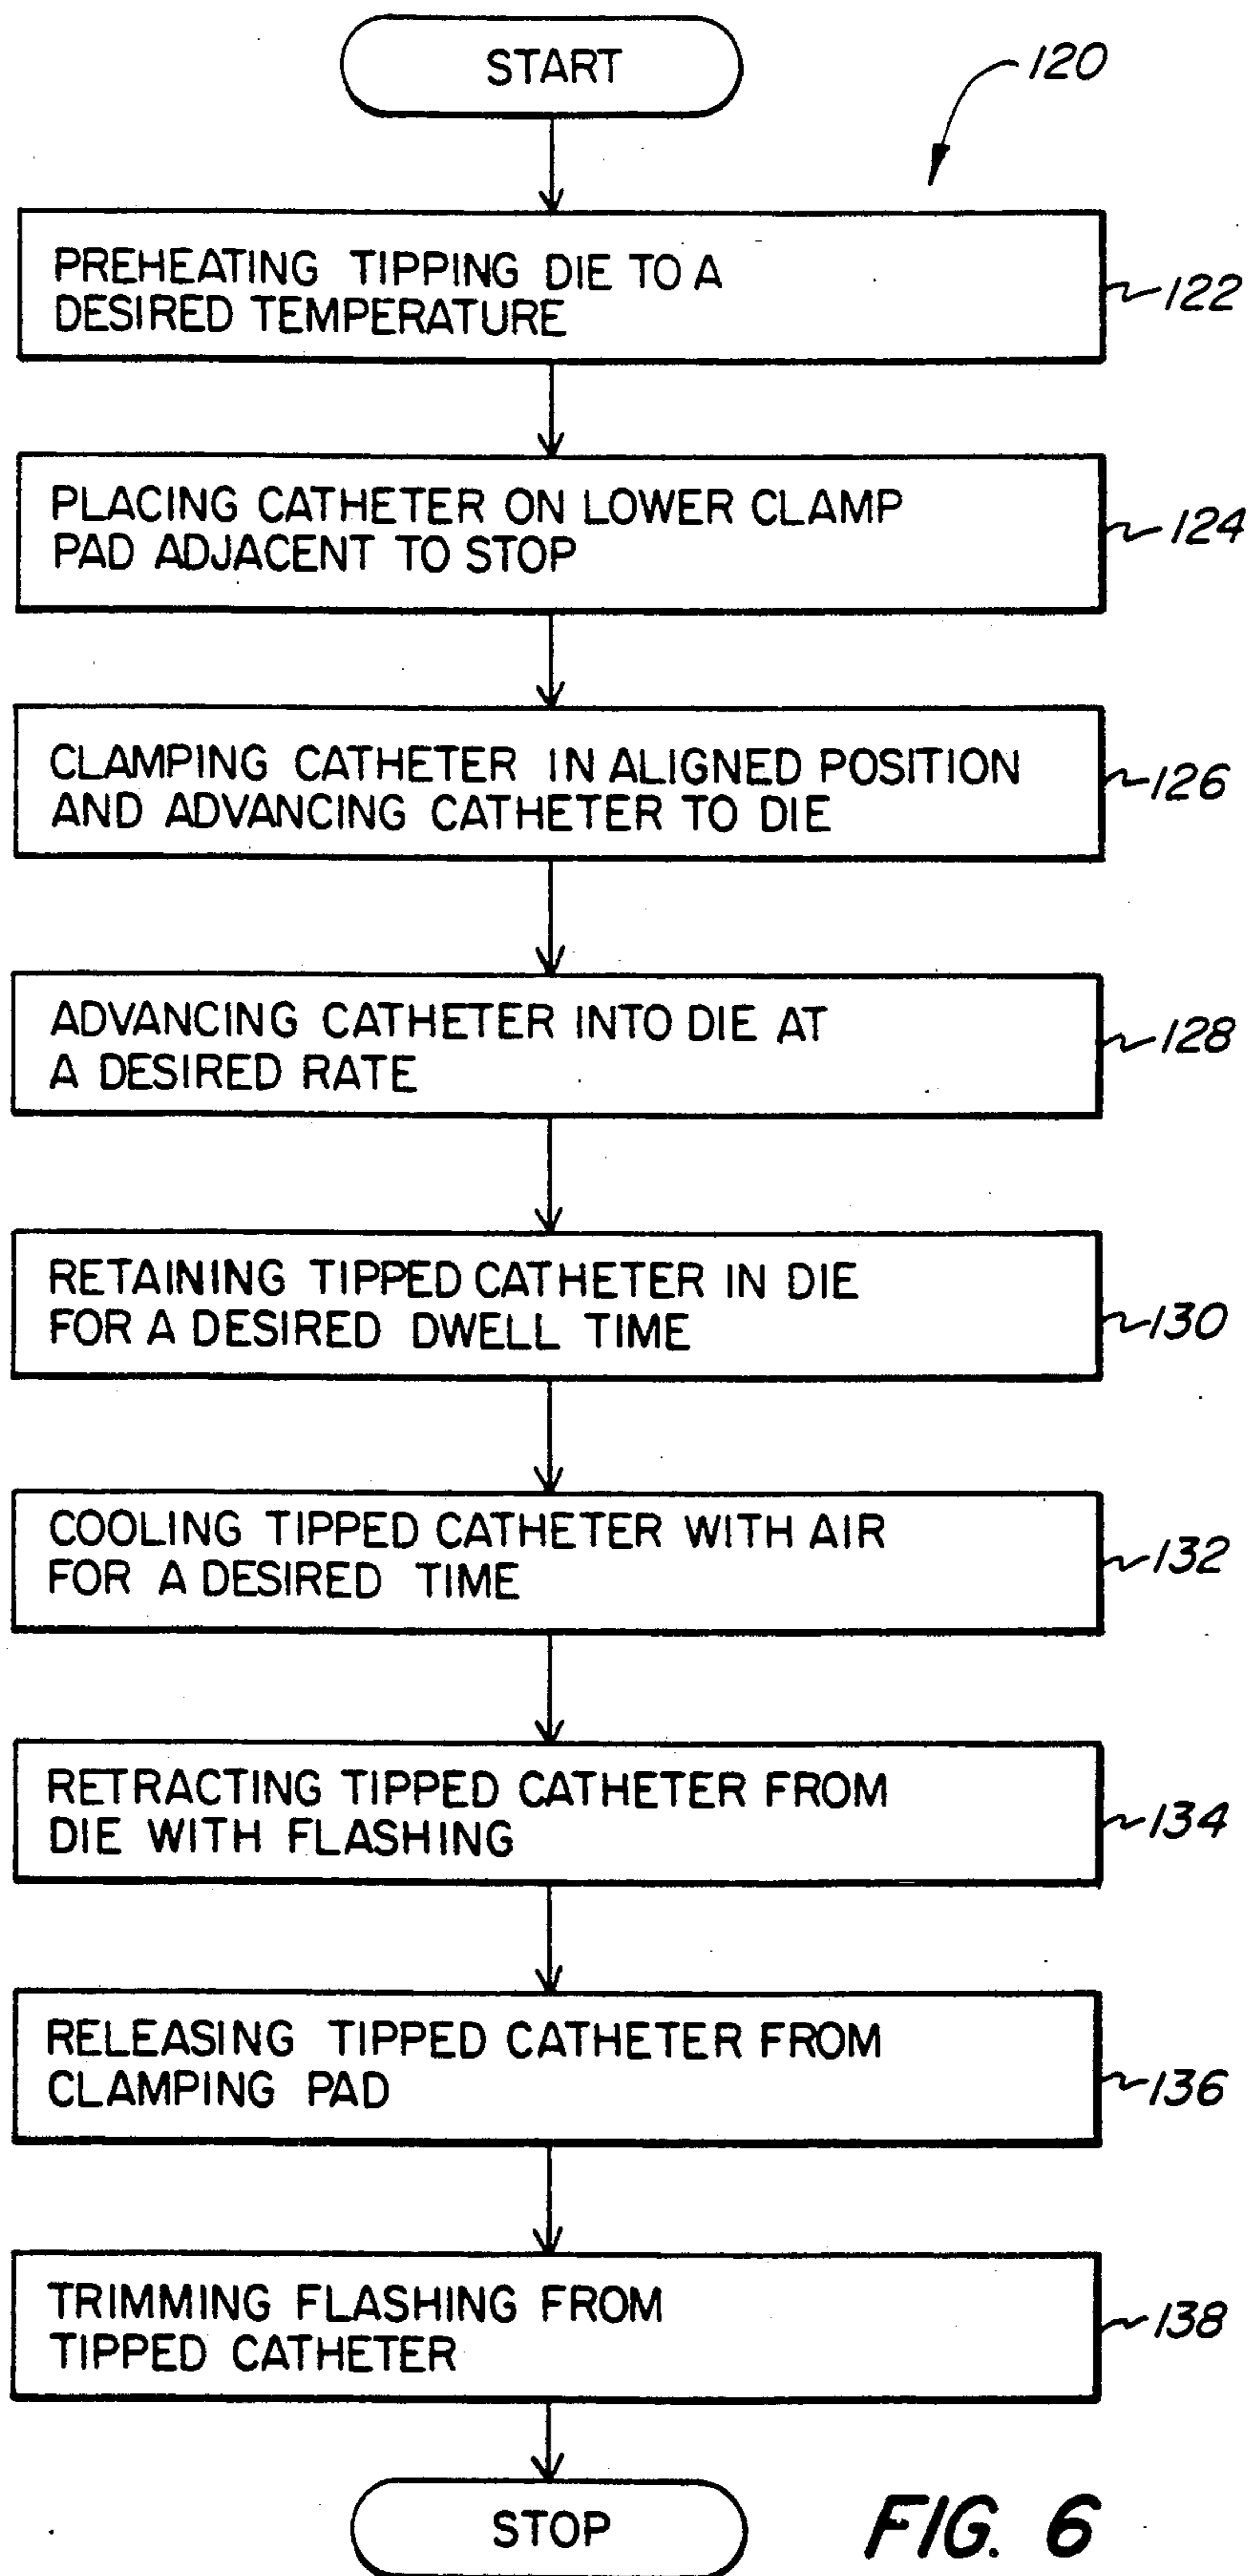 START
120
PREHEATING TIPPING DIE TO A
DESIRED TEMPERATURE
122
PLACING CATHETER ON LOWER CLAMP
PAD ADJACENT TO STOP
124
CLAMPING CATHETER IN ALIGNED POSITION
AND ADVANCING CATHETER TO DIE
126
ADVANCING CATHETER INTO DIE AT
A DESIRED RATE
128
RETAINING TIPPED CATHETER IN DIE
FOR A DESIRED DWELL TIME
130
COOLING TIPPED CATHETER WITH AIR
FOR A DESIRED TIME
132
RETRACTING TIPPED CATHETER FROM
DIE WITH FLASHING
134
RELEASING TIPPED CATHETER FROM
CLAMPING PAD
136
TRIMMING FLASHING FROM
TIPPED CATHETER
138
STOP
FIG. 6